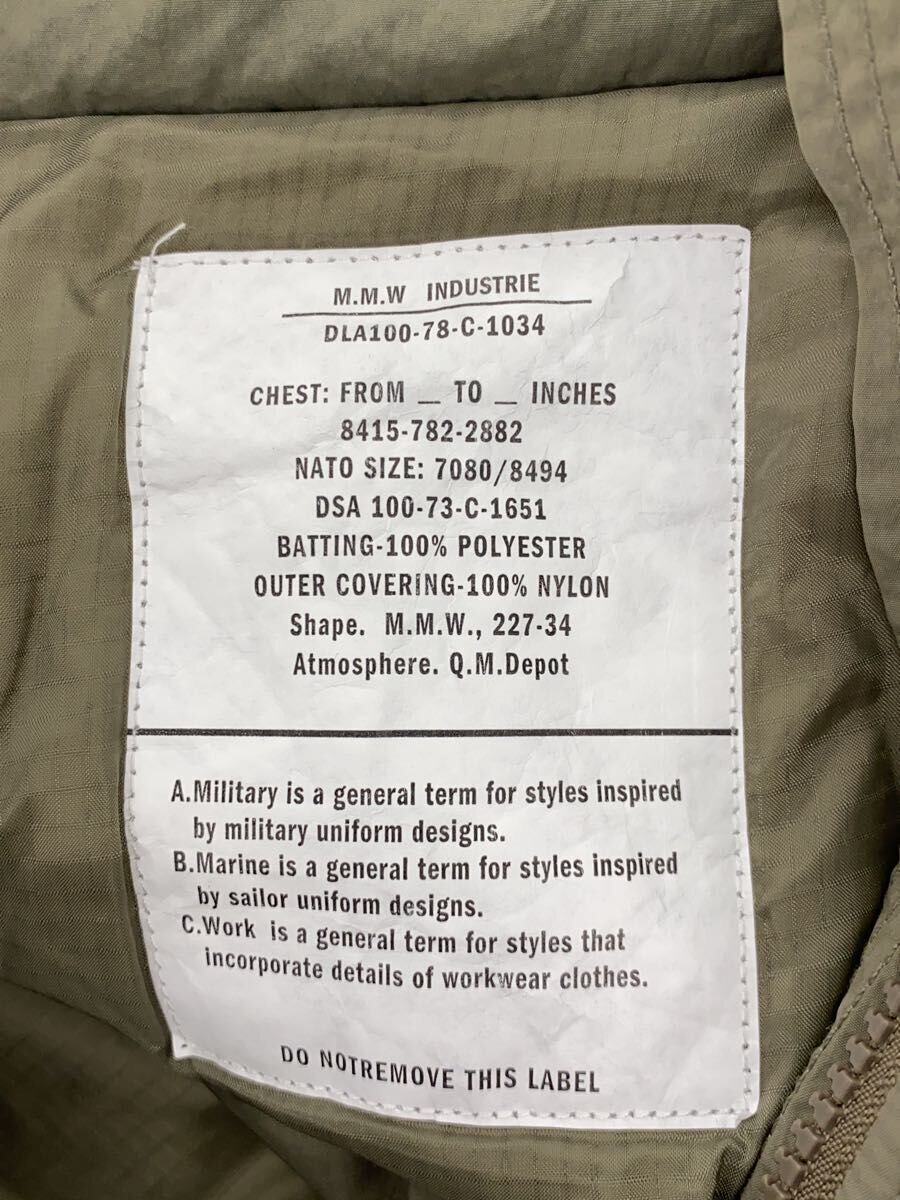 M.M.W INDUSTRIE
DLA100-78-C-1034
CHEST: FROM _ TO _ INCHES
8415-782-2882
NATO SIZE: 7080/8494
DSA 100-73-C-1651
BATTING-100% POLYESTER
OUTER COVERING-100% NYLON
Shape. M.M.W., 227-34
Atmosphere. Q.M.Depot
A.Military is a general term for styles inspired
by military uniform designs.
B.Marine is a general term for styles inspired
by sailor uniform designs.
C.Work is a general term for styles that
incorporate details of workwear clothes.
DO NOTREMOVE THIS LABEL